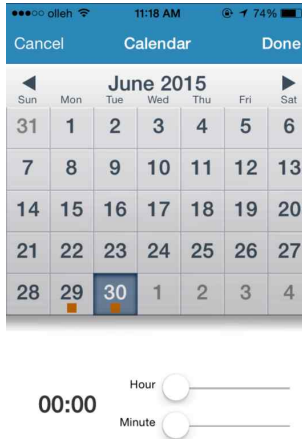 olleh 11:18 AM 74%
Cancel Calendar Done
June 2015
Sun Mon Tue Wed Thu Fri Sat
31 1 2 3 4 5 6
7 8 9 10 11 12 13
14 15 16 17 18 19 20
21 22 23 24 25 26 27
28 29 30 1 2 3 4
Hour
00:00
Minute